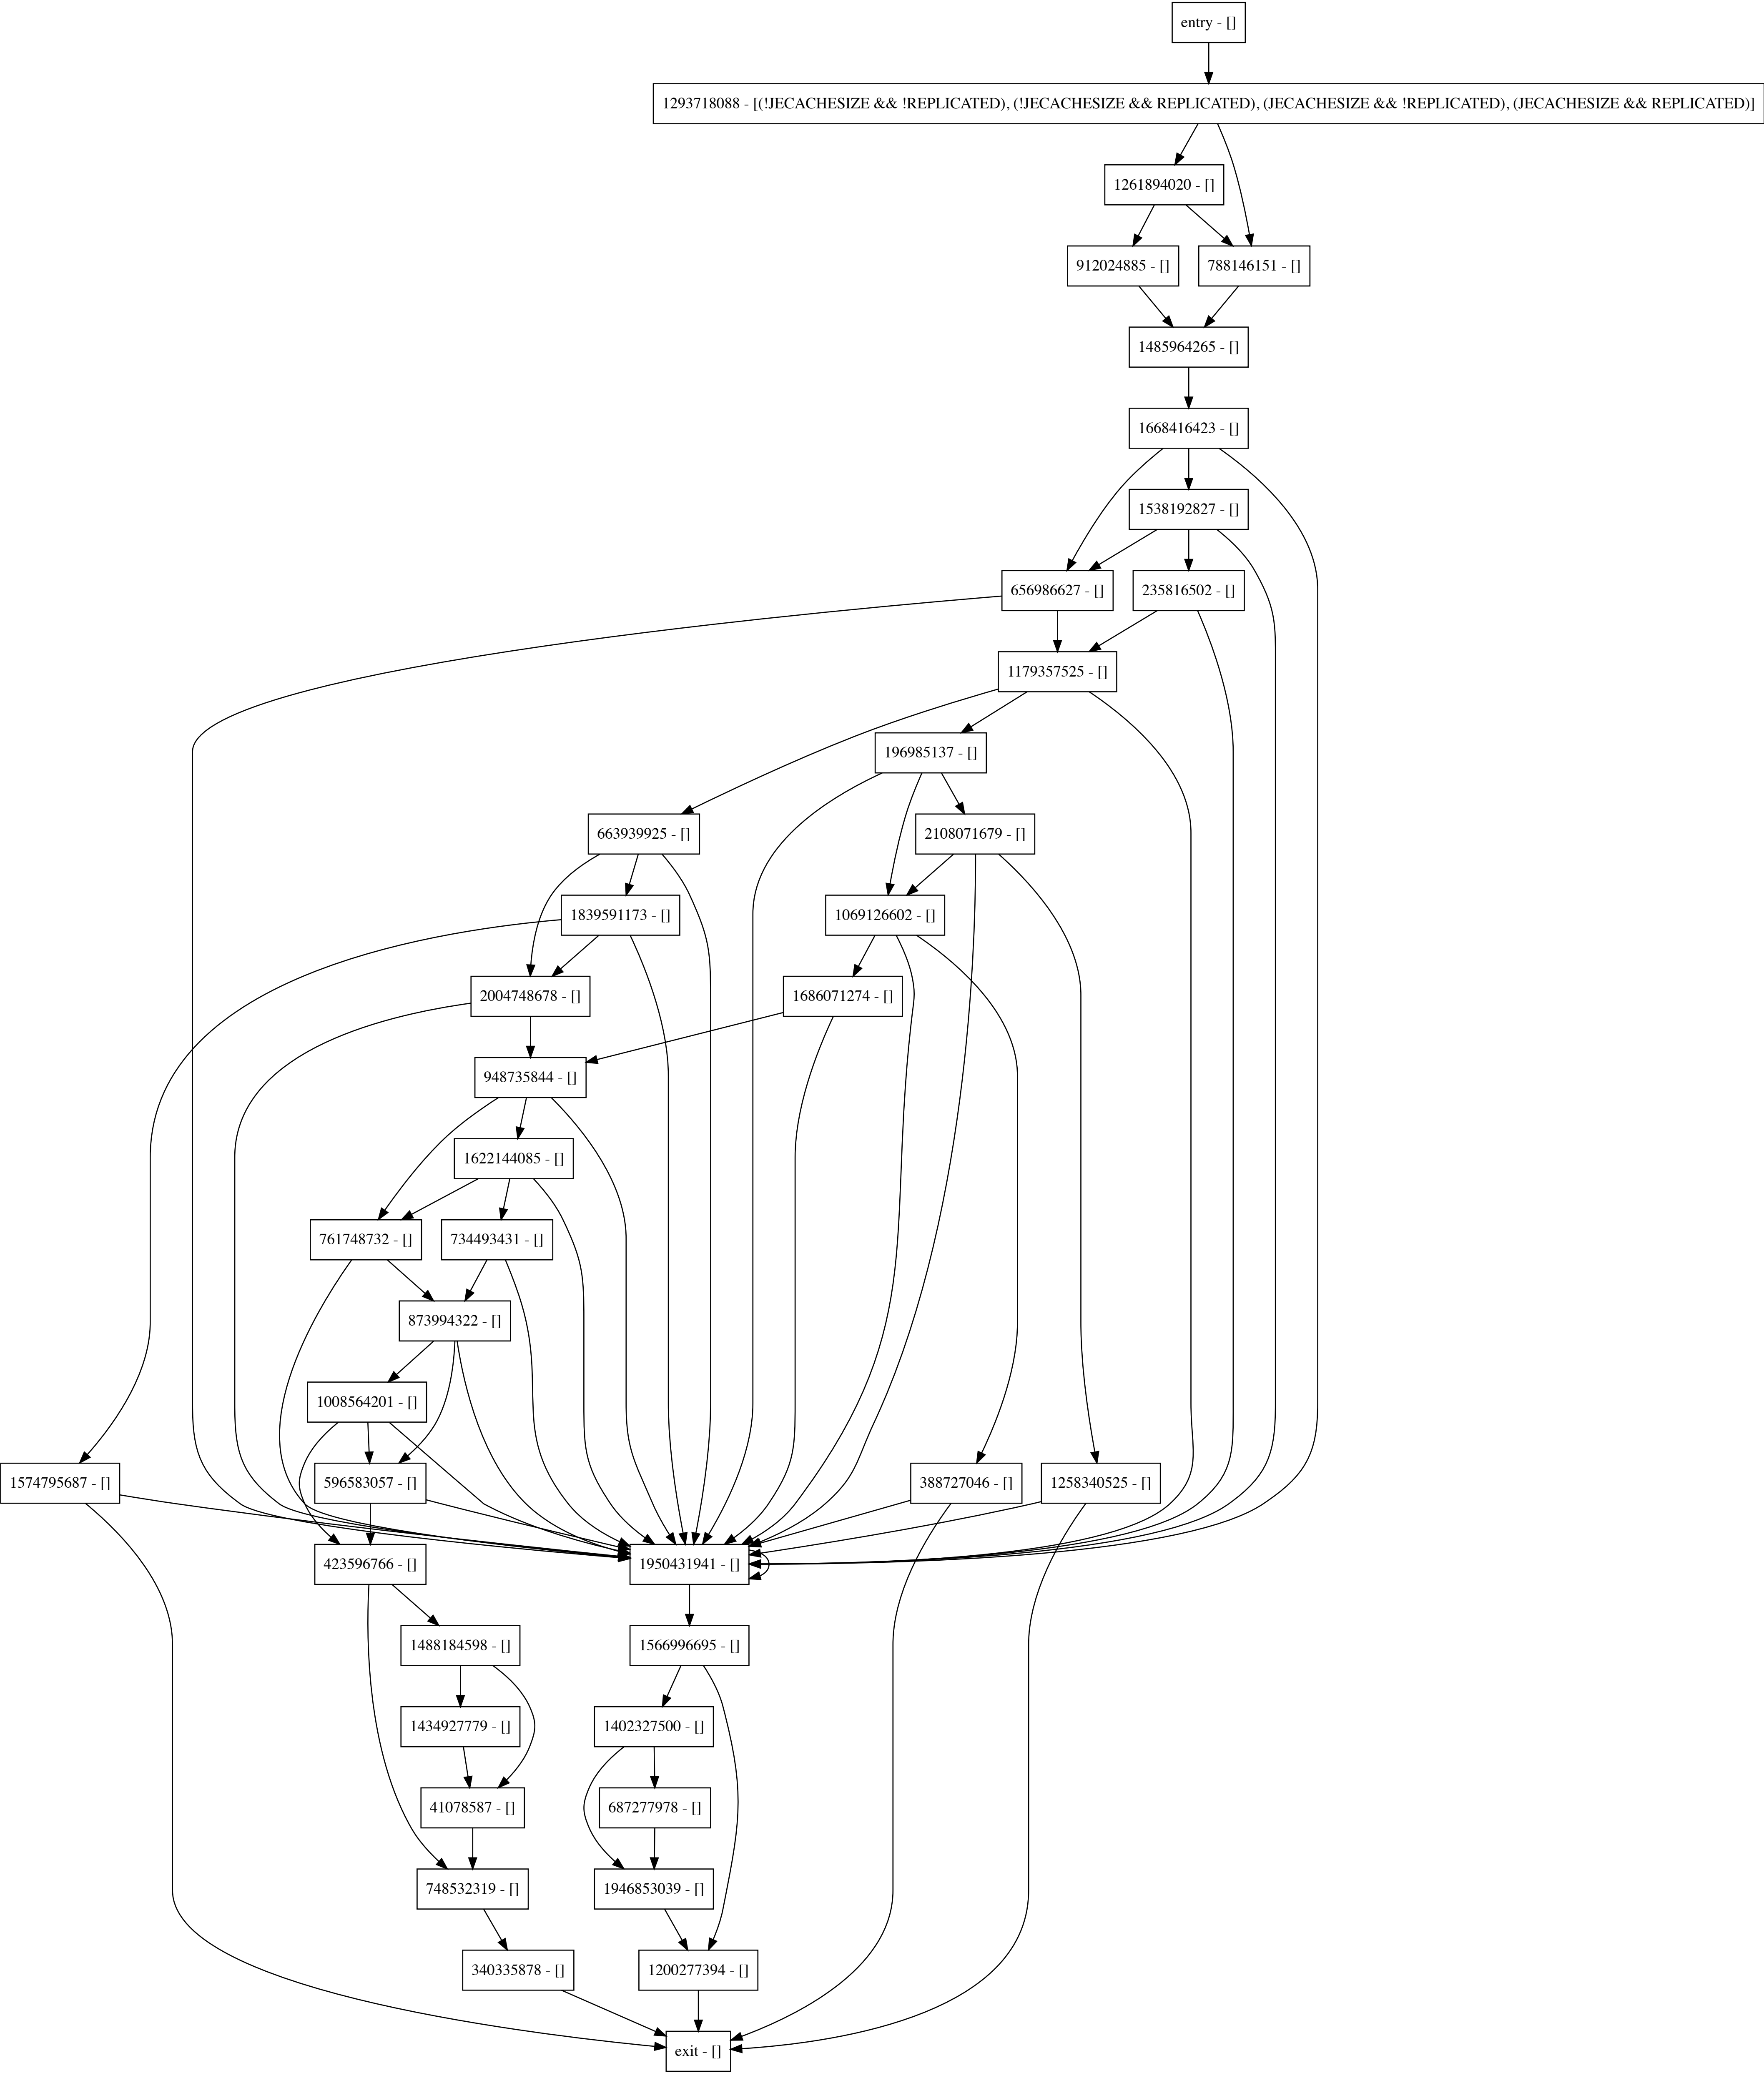 entry - []
1293718088 - [(!JECACHESIZE && !REPLICATED), (!JECACHESIZE && REPLICATED), (JECACHESIZE && !REPLICATED), (JECACHESIZE && REPLICATED)]
1261894020 - []
912024885 - []
788146151 - []
1485964265 - []
1668416423 - []
1538192827 - []
656986627 - []
235816502 - []
1179357525 - []
196985137 - []
663939925 - []
2108071679 - []
1839591173 - []
1069126602 - []
2004748678 - []
1686071274 - []
948735844 - []
1622144085 - []
761748732 - []
734493431 - []
873994322 - []
1008564201 - []
1574795687 - []
596583057 - []
388727046 - []
1258340525 - []
423596766 - []
1950431941 - []
1488184598 - []
1566996695 - []
1434927779 - []
1402327500 - []
41078587 - []
687277978 - []
748532319 - []
1946853039 - []
340335878 - []
1200277394 - []
exit - []